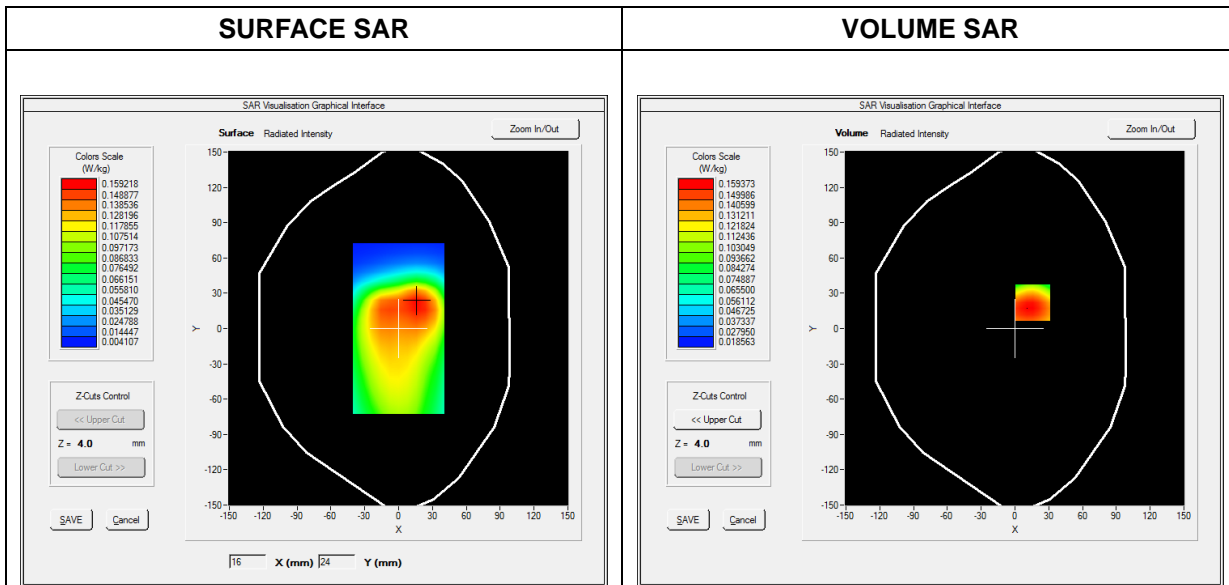 SURFACE SAR
VOLUME SAR
SAR Visualisation Graphical Interface
Surface Radiated Intensity
Zoom In/Out
Colors Scale
(W/kg)
0.159218
0.148877
0.138536
0.128196
0.117855
0.107514
0.097173
0.086833
0.076492
0.066151
0.055810
0.045470
0.035129
0.024788
0.014447
0.004107
Z-Cuts Control
<< Upper Cut
Z = 4.0 mm
Lower Cut >>
SAVE Cancel
150
120
90
60
30
0
-30
-60
-90
-120
-150
Y
-150 -120 -90 -60 -30 0 30 60 90 120 150
X
16 X (mm) 24 Y (mm)
SAR Visualisation Graphical Interface
Volume Radiated Intensity
Zoom In/Out
Colors Scale
(W/kg)
0.159373
0.149986
0.140599
0.131211
0.121824
0.112436
0.103049
0.093662
0.084274
0.074887
0.065500
0.056112
0.046725
0.037337
0.027950
0.018563
Z-Cuts Control
<< Upper Cut
Z = 4.0 mm
Lower Cut >>
SAVE Cancel
150
120
90
60
30
0
-30
-60
-90
-120
-150
Y
-150 -120 -90 -60 -30 0 30 60 90 120 150
X